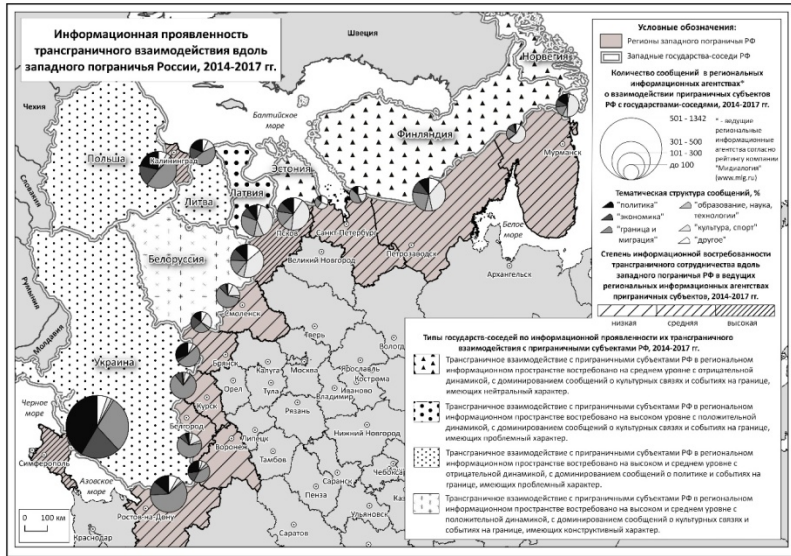 Информационная проявленность
трансграничного взаимодействия вдоль
западного пограничья России, 2014-2017 гг.
Швеция
Норвегия
Финляндия
Мурманск
Балтийское
море
Чехия
Польша
Калининград
Литва
Латвия
Эстония
Словакия
Псков
Санкт-Петербург
Петрозаводск
Белое
море
Архангельск
Великий Новгород
Белоруссия
Смоленск
Тверь
Вологда
Румыния
Молдавия
Украина
Брянск
Калуга
Москва
Ярославль
Кострома
Иваново
Владимир
Орел
Тула
Рязань
Курск
Белгород
Липецк
Нижний Новгород
Воронеж
Тамбов
Саранск
Чебоксар
Пенза
Ульяновск
Саратов
Черное
море
Симферополь
Азовское
море
Ростов-на-Дону
Краснодар
0 100 км
Условные обозначения:
Регионы западного пограничья РФ
Западные государства-соседи РФ
Количество сообщений в региональных
информационных агентствах*
о взаимодействии приграничных субъектов
РФ с государствами-соседями, 2014-2017 гг.
501 - 1342
301 - 500
101 - 300
до 100
* - ведущие
региональные
информационные
агентства согласно
рейтингу компании
"Медиалогия"
(www.mlg.ru)
Тематическая структура сообщений, %
"политика"
"экономика"
"граница и
миграция"
"образование, наука,
технологии"
"культура, спорт"
"другое"
Степень информационной востребованности
трансграничного сотрудничества вдоль
западного пограничья РФ в ведущих
региональных информационных агентствах
приграничных субъектов, 2014-2017 гг.
низкая средняя высокая
Типы государств-соседей по информационной проявленности их трансграничного
взаимодействия с приграничными субъектами РФ, 2014-2017 гг.
Трансграничное взаимодействие с приграничными субъектами РФ в региональном
информационном пространстве востребовано на среднем уровне с отрицательной
динамикой, с доминированием сообщений о культурных связях и событиях на границе,
имеющих нейтральный характер.
Трансграничное взаимодействие с приграничными субъектами РФ в региональном
информационном пространстве востребовано на высоком уровне с положительной
динамикой, с доминированием сообщений о культурных связях и событиях на границе,
имеющих проблемный характер.
Трансграничное взаимодействие с приграничными субъектами РФ в региональном
информационном пространстве востребовано на высоком и среднем уровне с
отрицательной динамикой, с доминированием сообщений о политике и событиях на
границе, имеющих проблемный характер.
Трансграничное взаимодействие с приграничными субъектами РФ в региональном
информационном пространстве востребовано на высоком и среднем уровне с
положительной динамикой, с доминированием сообщений о культурных связях и
событиях на границе, имеющих конструктивный характер.